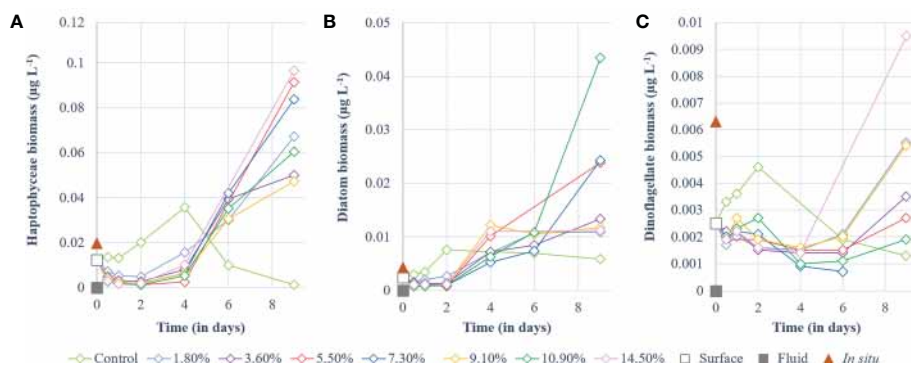 A
Haptophyceae biomass (µg L-1)
0.12
0.1
0.08
0.06
0.04
0.02
0
0 2 4 6 8
Time (in days)
B
Diatom biomass (µg L-1)
0.05
0.04
0.03
0.02
0.01
0
0 2 4 6 8
Time (in days)
C
Dinoflagellate biomass (µg L-1)
0.01
0.009
0.008
0.007
0.006
0.005
0.004
0.003
0.002
0.001
0
0 2 4 6 8
Time (in days)
Control 1.80% 3.60% 5.50% 7.30% 9.10% 10.90% 14.50% Surface Fluid In situ